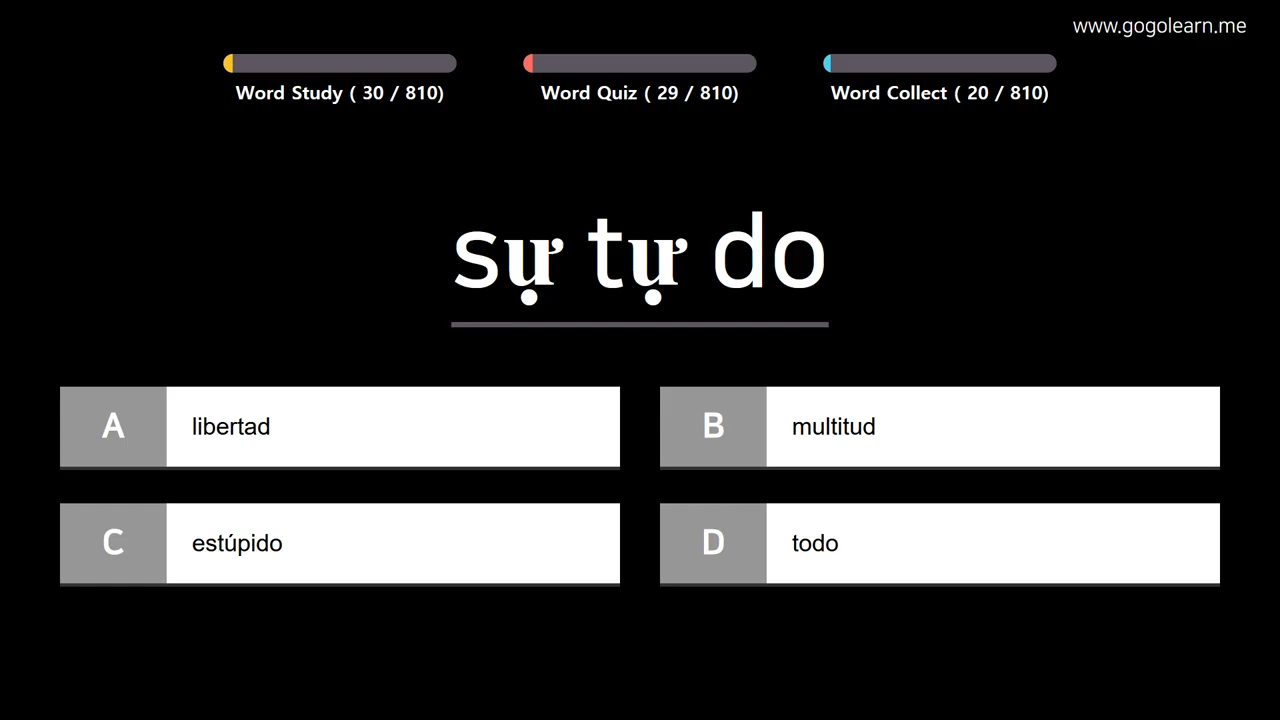 www.gogolearn.me
Word Study ( 30 / 810)
Word Quiz ( 29 / 810)
Word Collect ( 20 / 810)
sự tự do
A libertad
B multitud
C estúpido
D todo